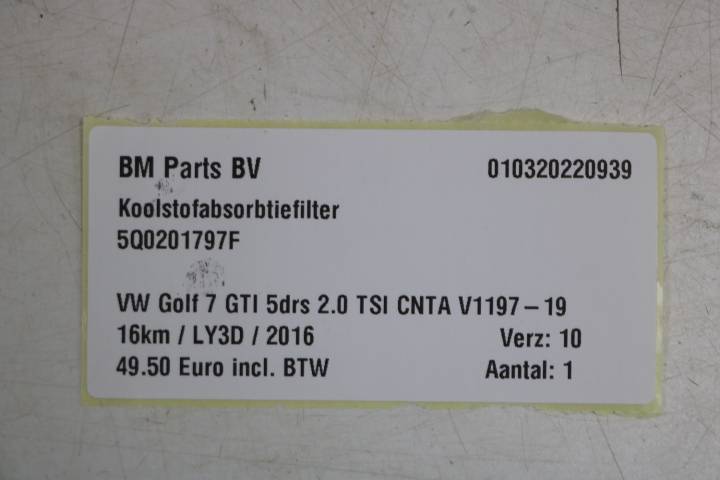 BM Parts BV 010320220939
Koolstofabsorbtiefilter
5Q0201797F
VW Golf 7 GTI 5drs 2.0 TSI CNTA V1197-19
16km / LY3D / 2016 Verz: 10
49.50 Euro incl. BTW Aantal: 1